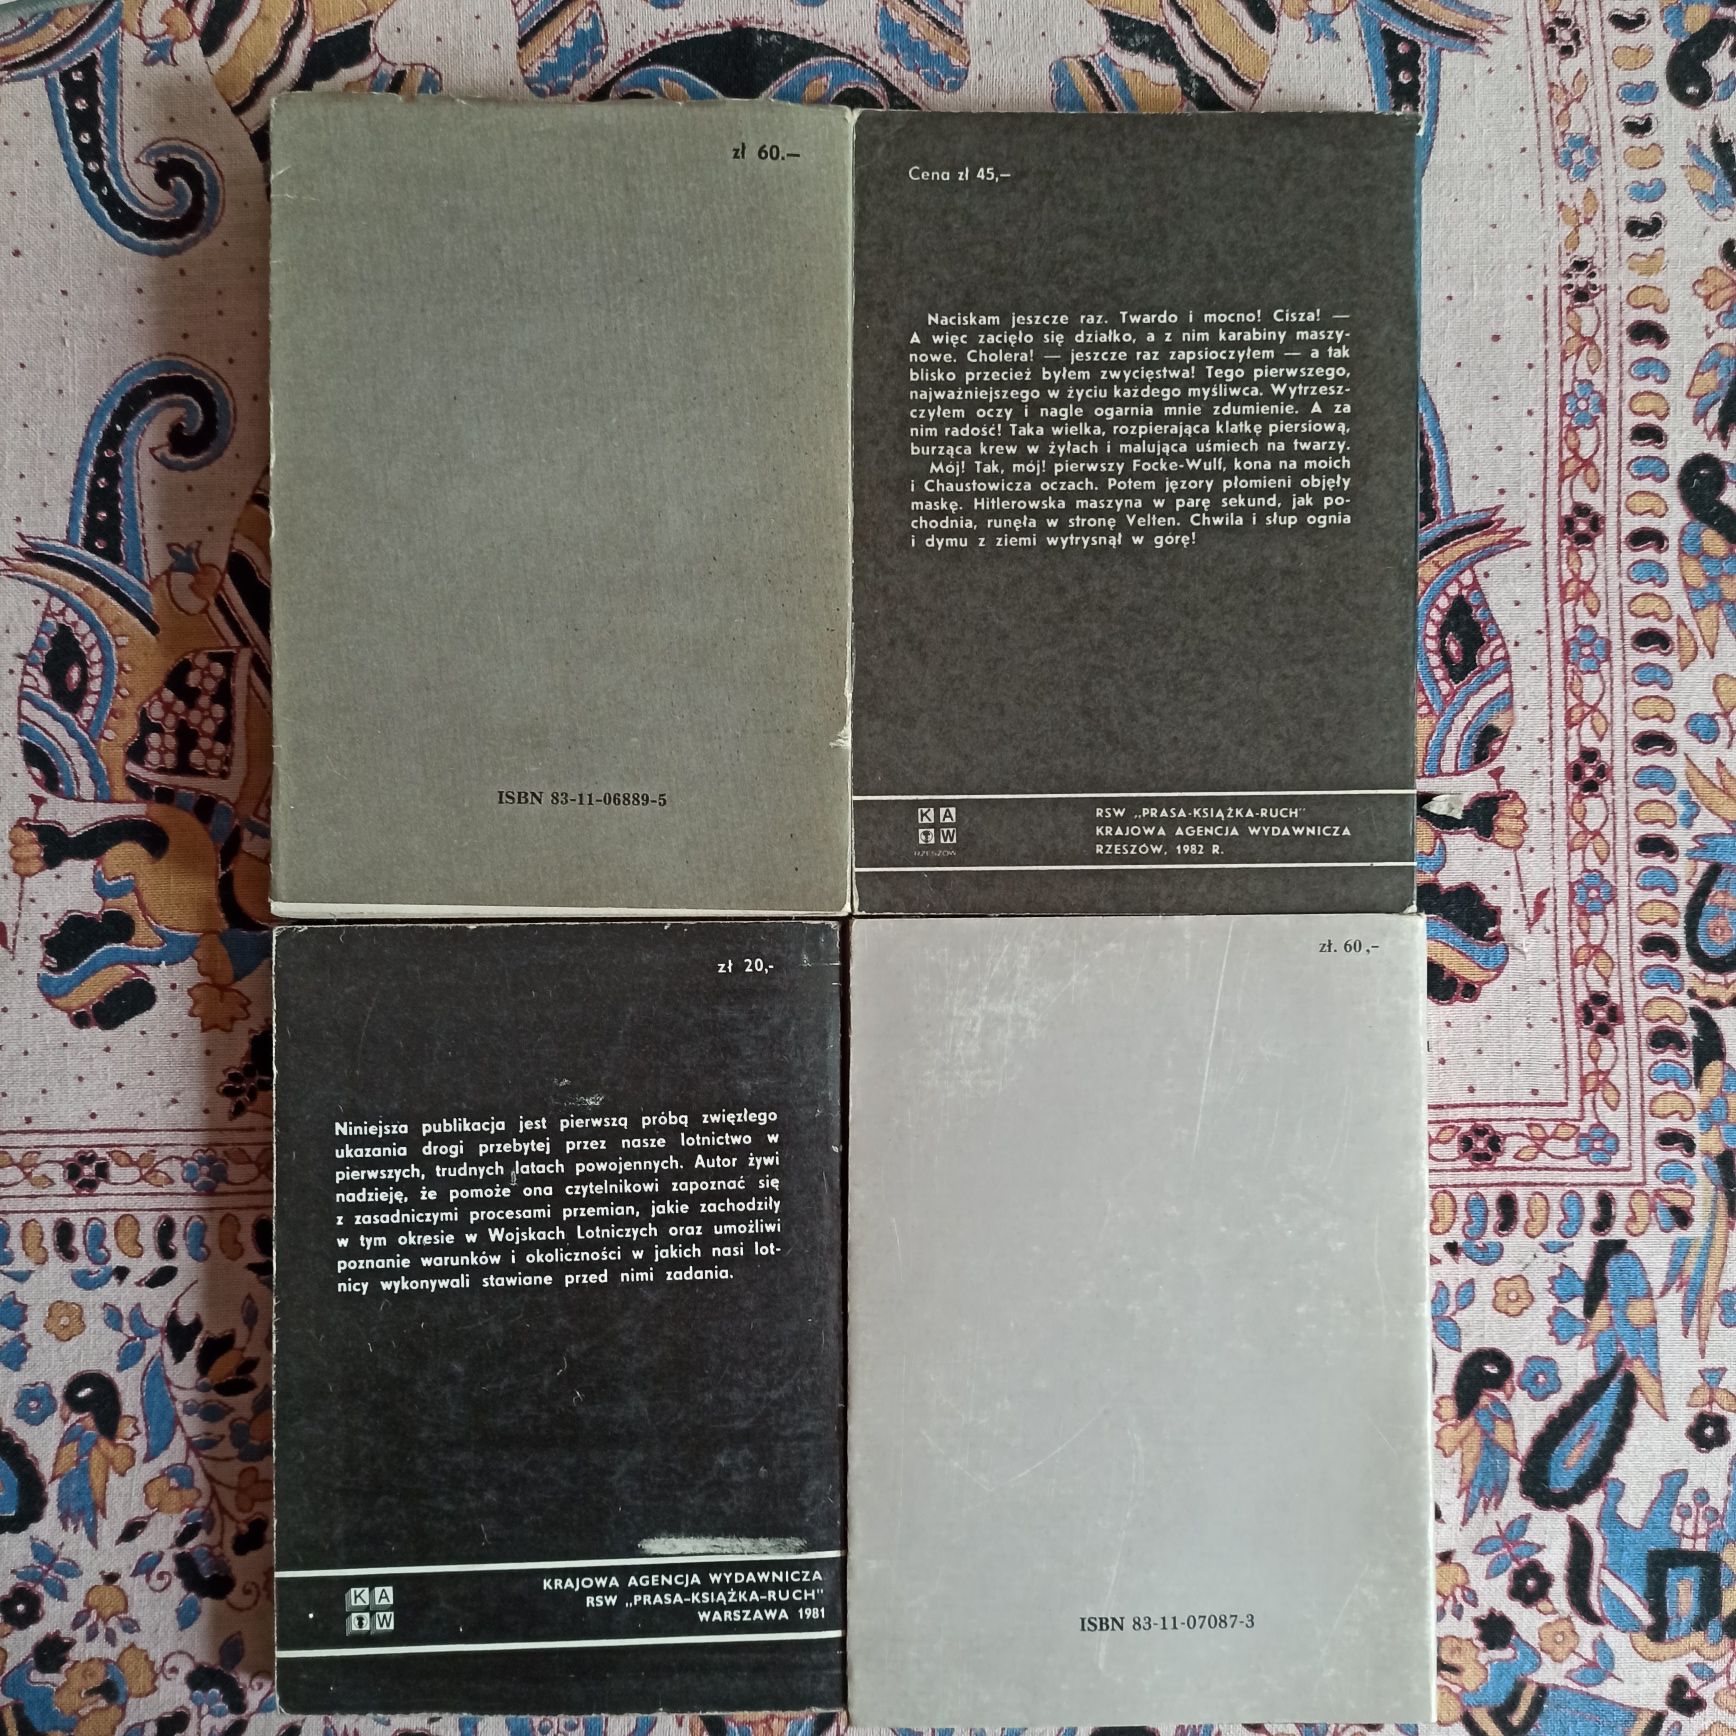 zł 60.—
ISBN 83-11-06889-5
Cena zł 45,—
Naciskam jeszcze raz. Twardo i mocno! Cisza! —
A więc zacięło się działko, a z nim karabiny maszy-
nowe. Cholera! — jeszcze raz zapsioczyłem — a tak
blisko przecież byłem zwycięstwa! Tego pierwszego,
najważniejszego w życiu każdego myśliwca. Wytrzesz-
czyłem oczy i nagle ogarnia mnie zdumienie. A za
nim radość! Taka wielka, rozpierająca klatkę piersiową,
burząca krew w żyłach i malująca uśmiech na twarzy.
Mój! Tak, mój! pierwszy Focke-Wulf, kona na moich
i Chaustowicza oczach. Potem jęzory płomieni objęły
maskę. Hitlerowska maszyna w parę sekund, jak po-
chodnia, runęła w stronę Velten. Chwila i słup ognia
i dymu z ziemi wytrysnął w górę!
K A
W
RZESZÓW
RSW „PRASA-KSIĄŻKA-RUCH"
KRAJOWA AGENCJA WYDAWNICZA
RZESZÓW, 1982 R.
zł 20,-
Niniejsza publikacja jest pierwszą próbą zwięzłego
ukazania drogi przebytej przez nasze lotnictwo w
pierwszych, trudnych latach powojennych. Autor żywi
nadzieję, że pomoże ona czytelnikowi zapoznać się
z zasadniczymi procesami przemian, jakie zachodziły
w tym okresie w Wojskach Lotniczych oraz umożliwi
poznanie warunków i okoliczności w jakich nasi lot-
nicy wykonywali stawiane przed nimi zadania.
K A
W
KRAJOWA AGENCJA WYDAWNICZA
RSW „PRASA-KSIĄŻKA-RUCH"
WARSZAWA 1981
zł. 60,-
ISBN 83-11-07087-3